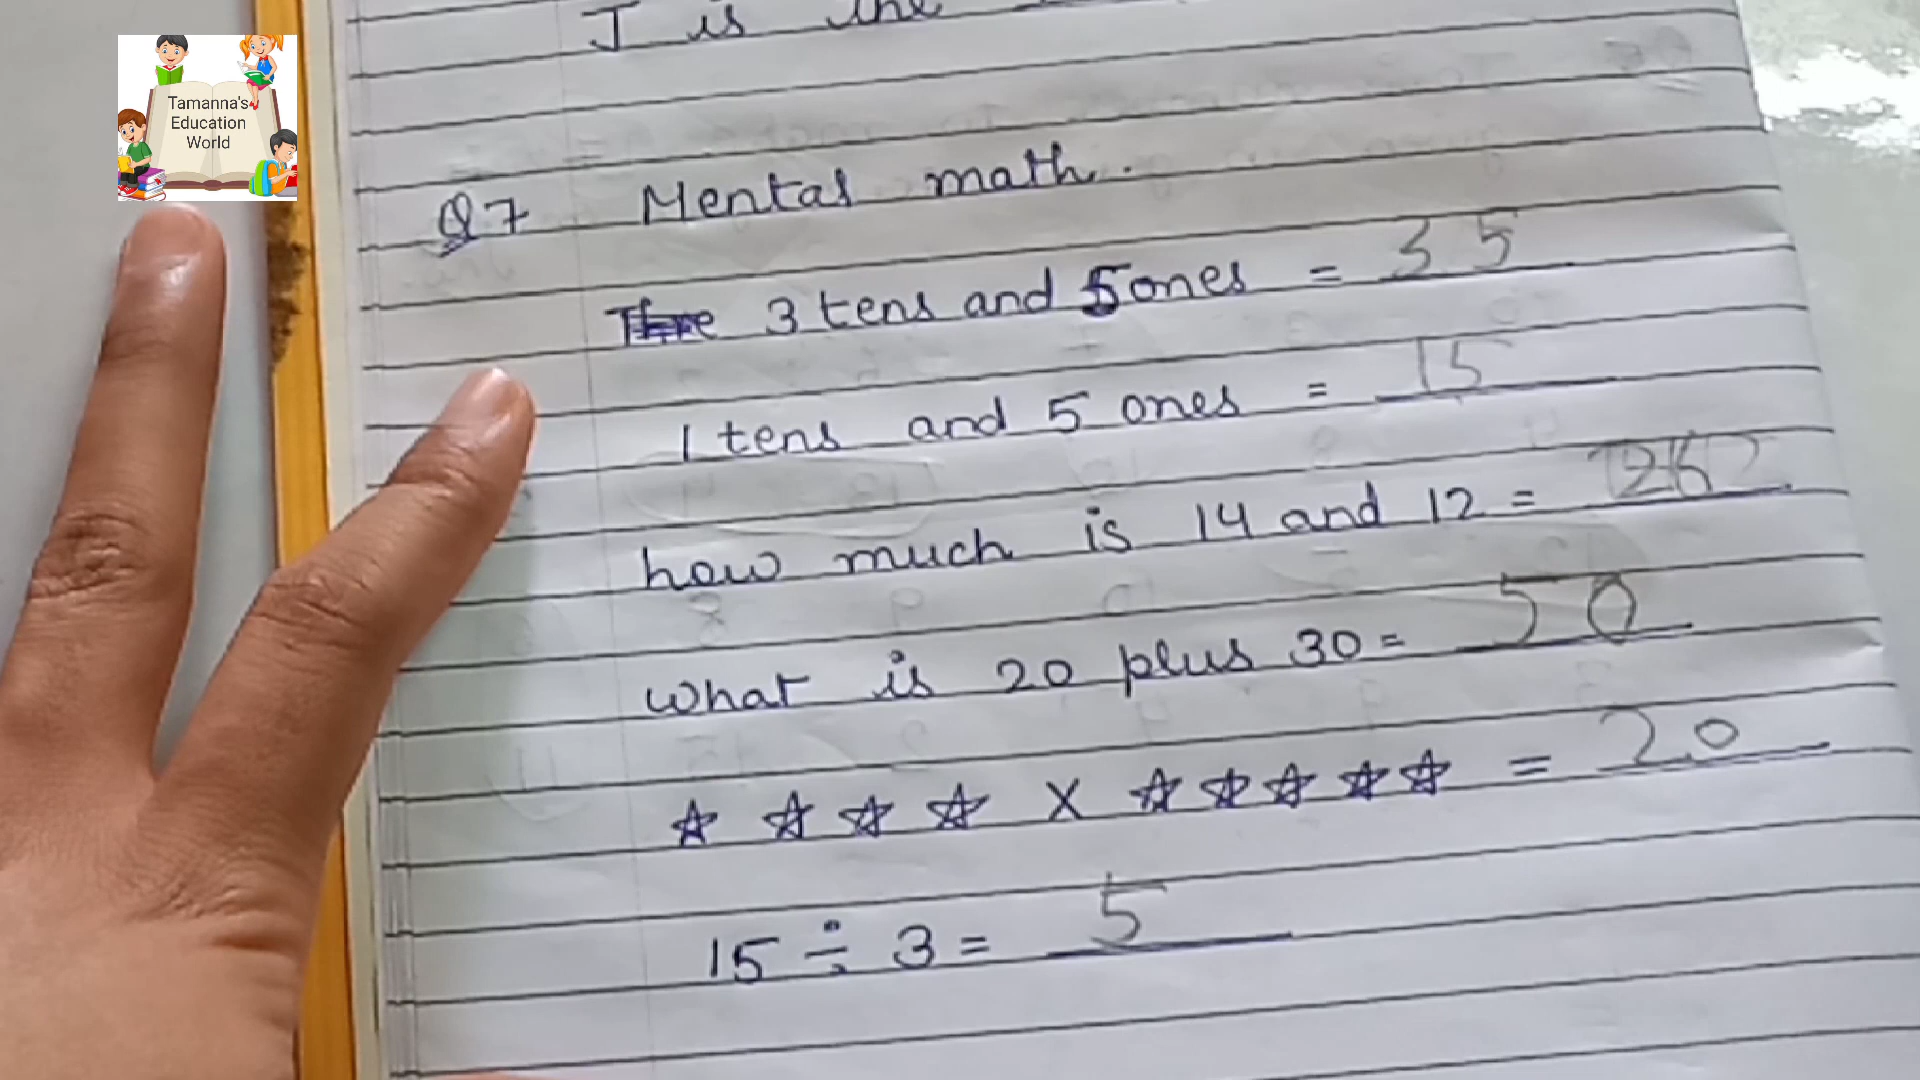 Tamanna's
Education
World
J is the
Q7 Mental math.
3 tens and 5 ones = 35
1 tens and 5 ones = 15
how much is 14 and 12 = 26
what is 20 plus 30 = 50
☆ ☆ ☆ ☆ X ☆ ☆ ☆ ☆ ☆ = 20
15 ÷ 3 = 5